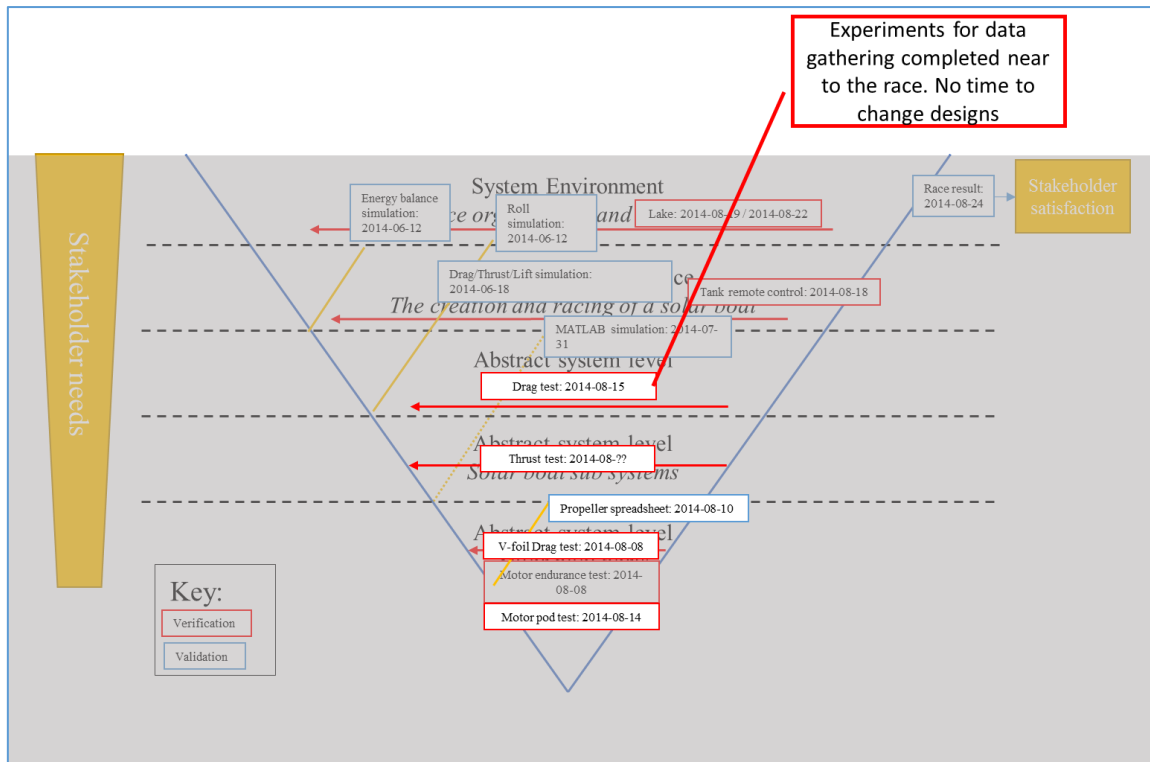 Experiments for data
gathering completed near
to the race. No time to
change designs
System Environment
Energy balance
simulation:
2014-06-12
Roll
simulation:
2014-06-12
Lake: 2014-08-19 / 2014-08-22
Race result:
2014-08-24
Stakeholder
satisfaction
Stakeholder needs
Drag/Thrust/Lift simulation:
2014-06-18
Tank remote control: 2014-08-18
The creation and racing of a solar boat
MATLAB simulation: 2014-07-
31
Abstract system level
Drag test: 2014-08-15
Abstract system level
Thrust test: 2014-08-??
Solar boat sub systems
Propeller spreadsheet: 2014-08-10
Abstract system level
V-foil Drag test: 2014-08-08
Motor endurance test: 2014-
08-08
Motor pod test: 2014-08-14
Key:
Verification
Validation